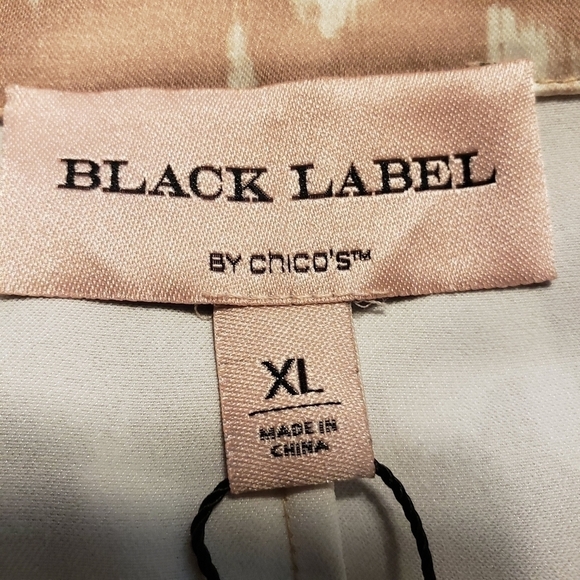 BLACK LABEL
BY CHICO'S™
XL
MADE IN
CHINA